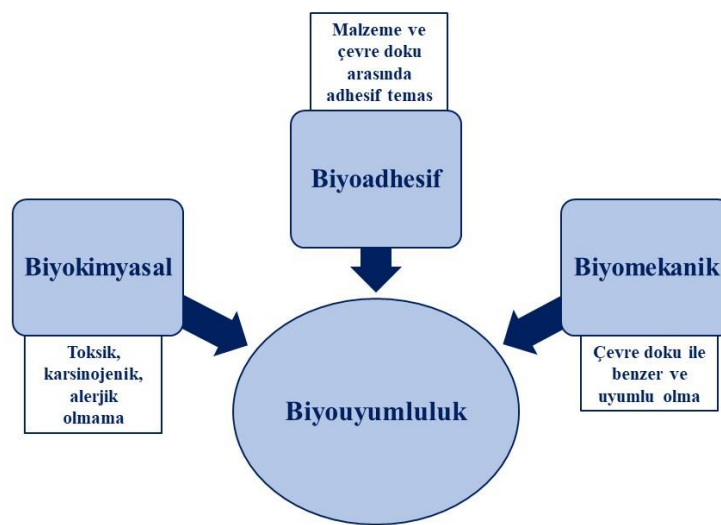 Malzeme ve
çevre doku
arasında
adhesif temas
Biyoadhesif
Biyokimyasal
Toksik,
karsinojenik,
alerjik
olmama
Biyomekanik
Çevre doku ile
benzer ve
uyumlu olma
Biyouyumluluk